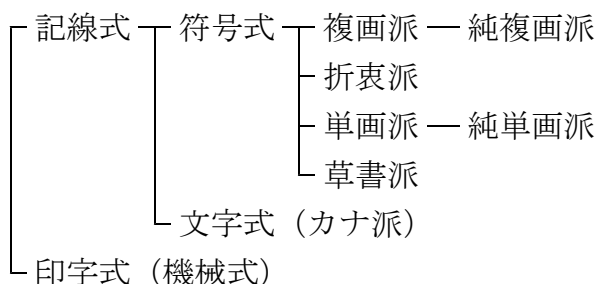 記線式 符号式 複画派 純複画派
折衷派
単画派 純単画派
草書派
文字式（カナ派）
印字式（機械式）